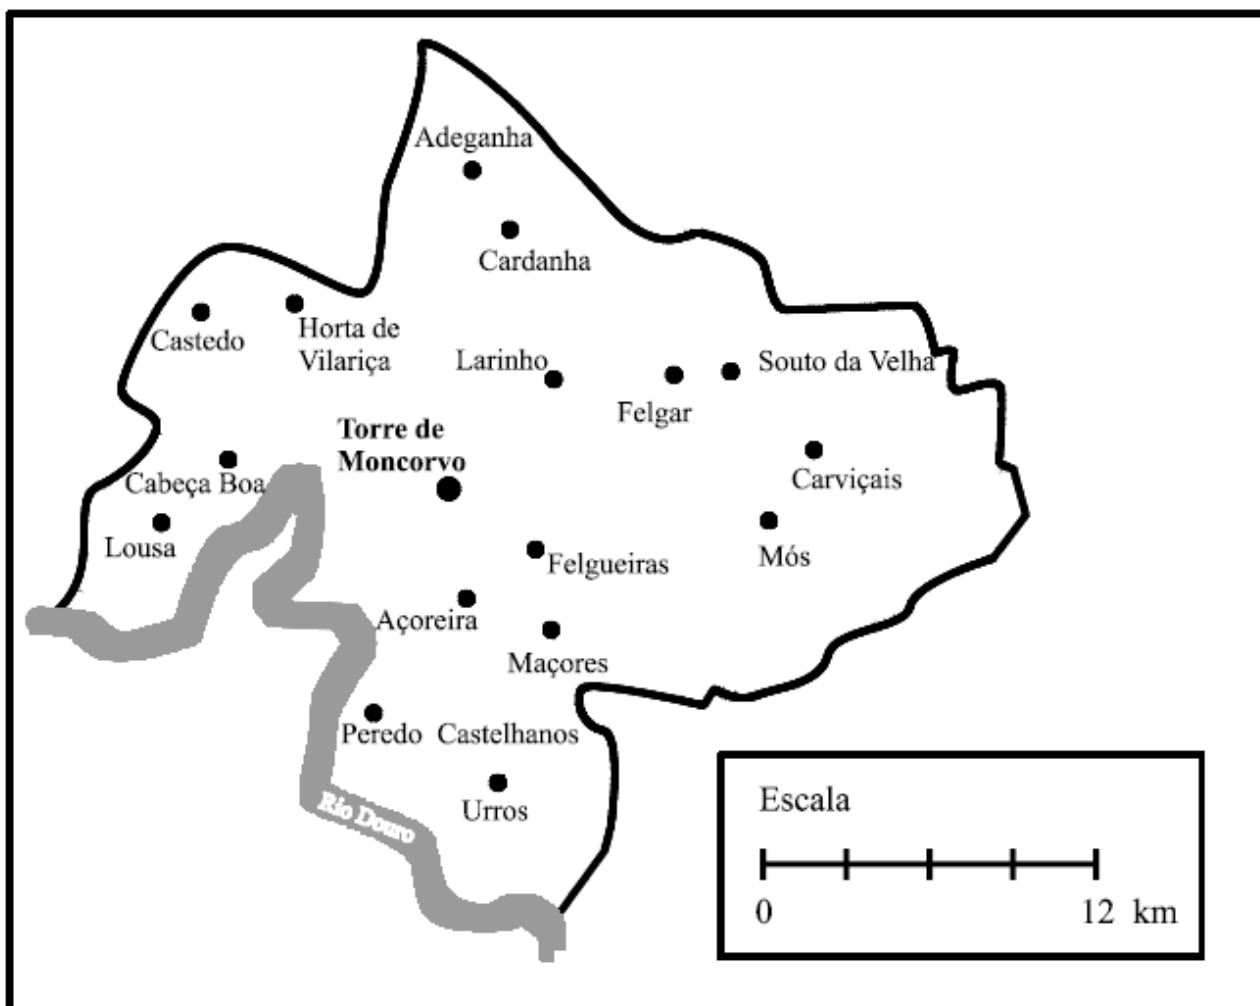 Adeganha
Cardanha
Castedo
Horta de
Vilariça
Larinho
Souto da Velha
Felgar
Torre de
Moncorvo
Cabeça Boa
Carviçais
Lousa
Mós
Felgueiras
Açoreira
Maçores
Peredo Castelhanos
Urros
Rio Douro
Escala
0 12 km